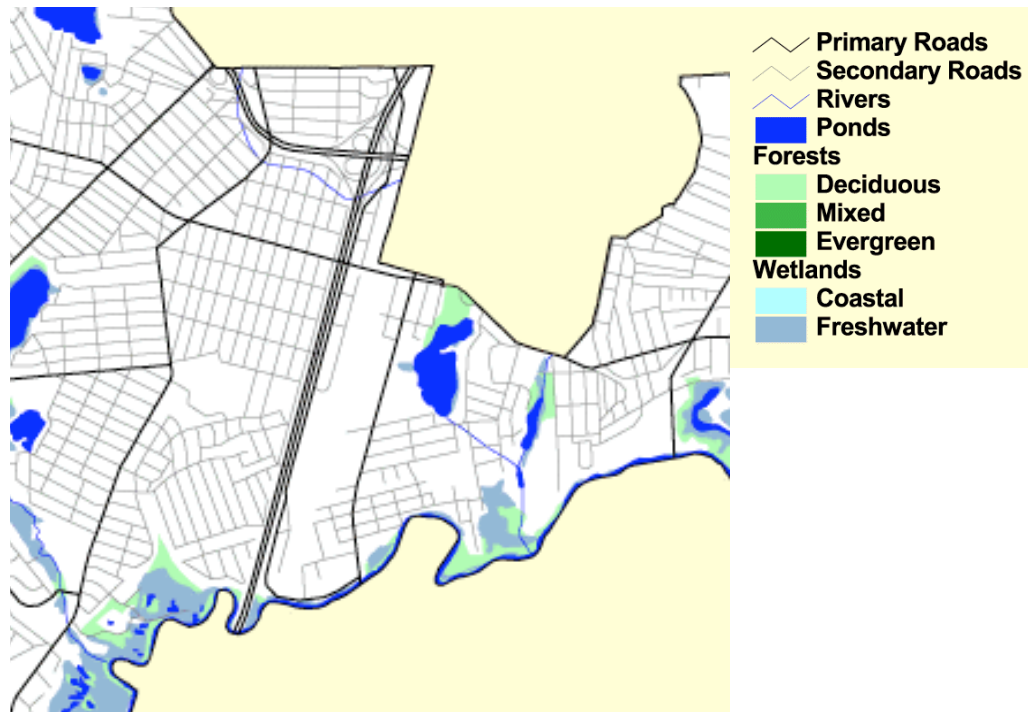 Primary Roads
Secondary Roads
Rivers
Ponds
Forests
Deciduous
Mixed
Evergreen
Wetlands
Coastal
Freshwater